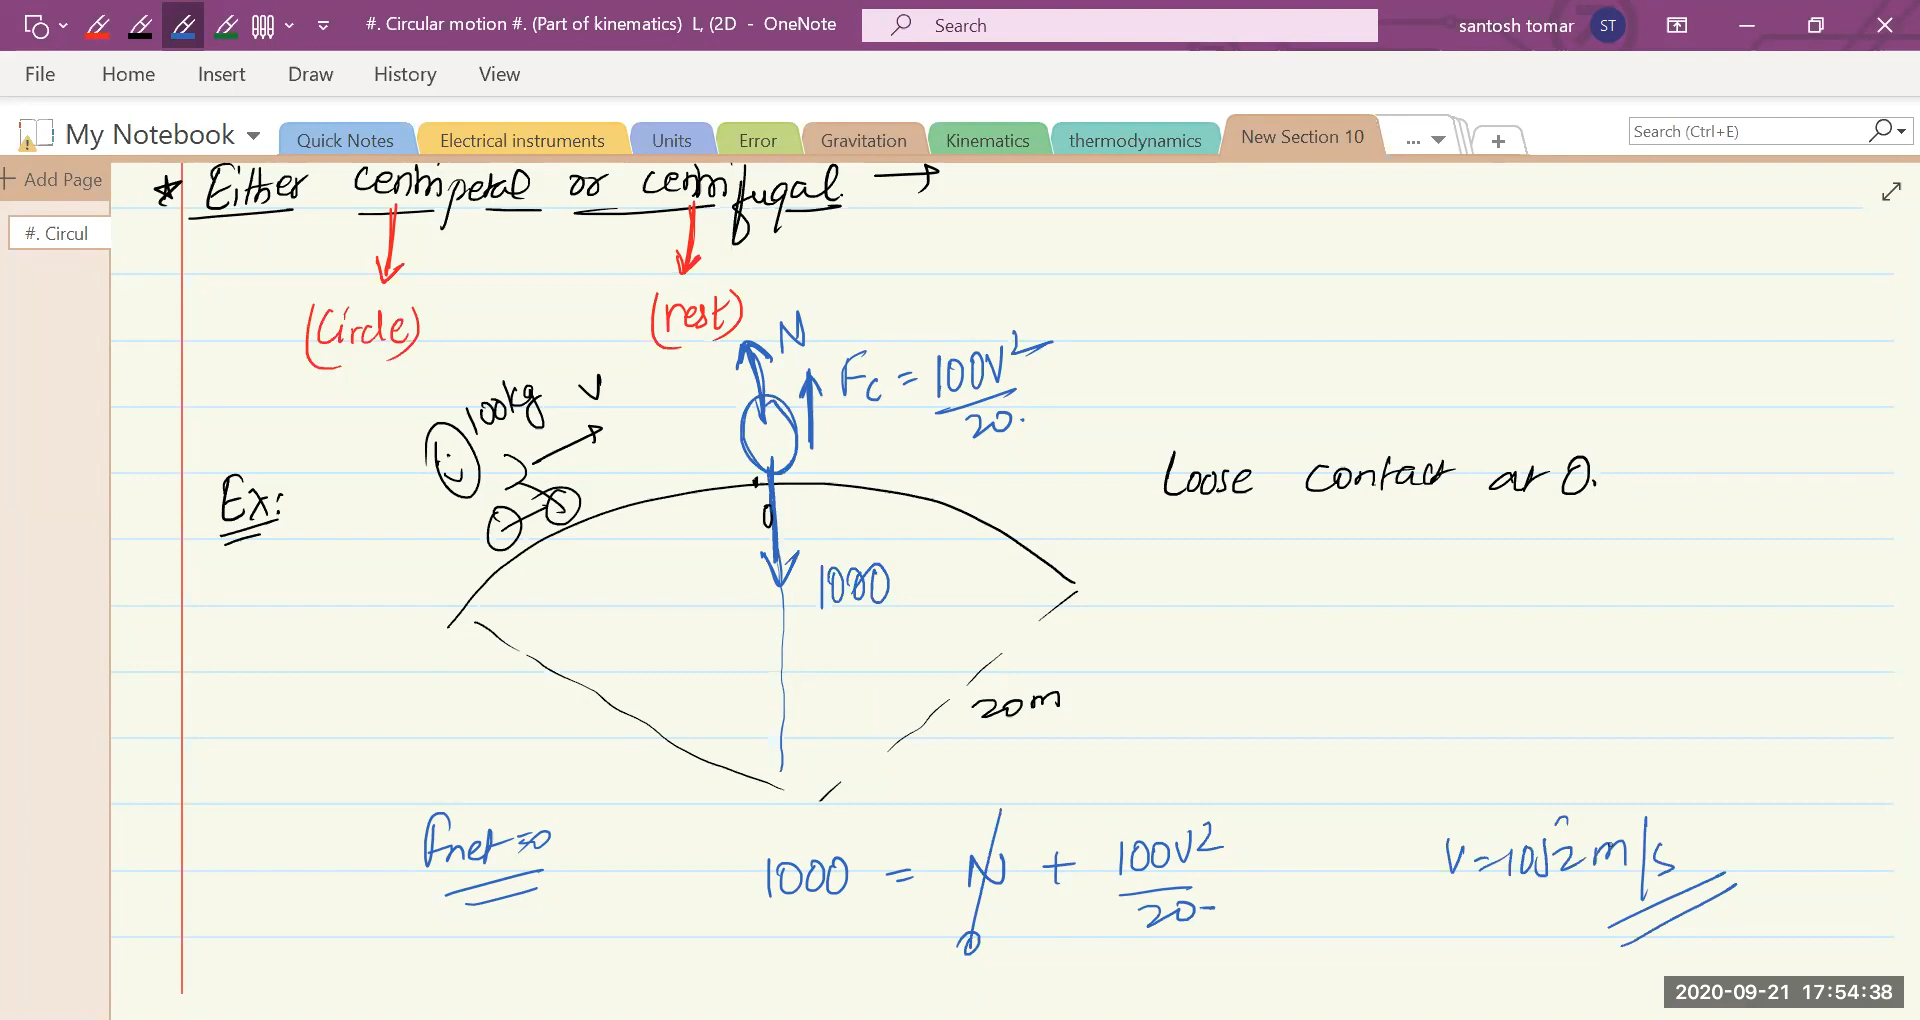 #. Circular motion #. (Part of kinematics) L, (2D - OneNote
Search
santosh tomar ST
File Home Insert Draw History View
My Notebook Quick Notes Electrical instruments Units Error Gravitation Kinematics thermodynamics New Section 10 ... + Search (Ctrl+E)
+ Add Page
#. Circul
* Either centripetal or centrifugal →
(Circle) (rest)
N
Fc = 100V²/20
100kg V
Ex:
Loose contact at O.
O
1000
20m
Fnet=0
1000 = N + 100V²/20
0
V=10√2 m/s
2020-09-21 17:54:38